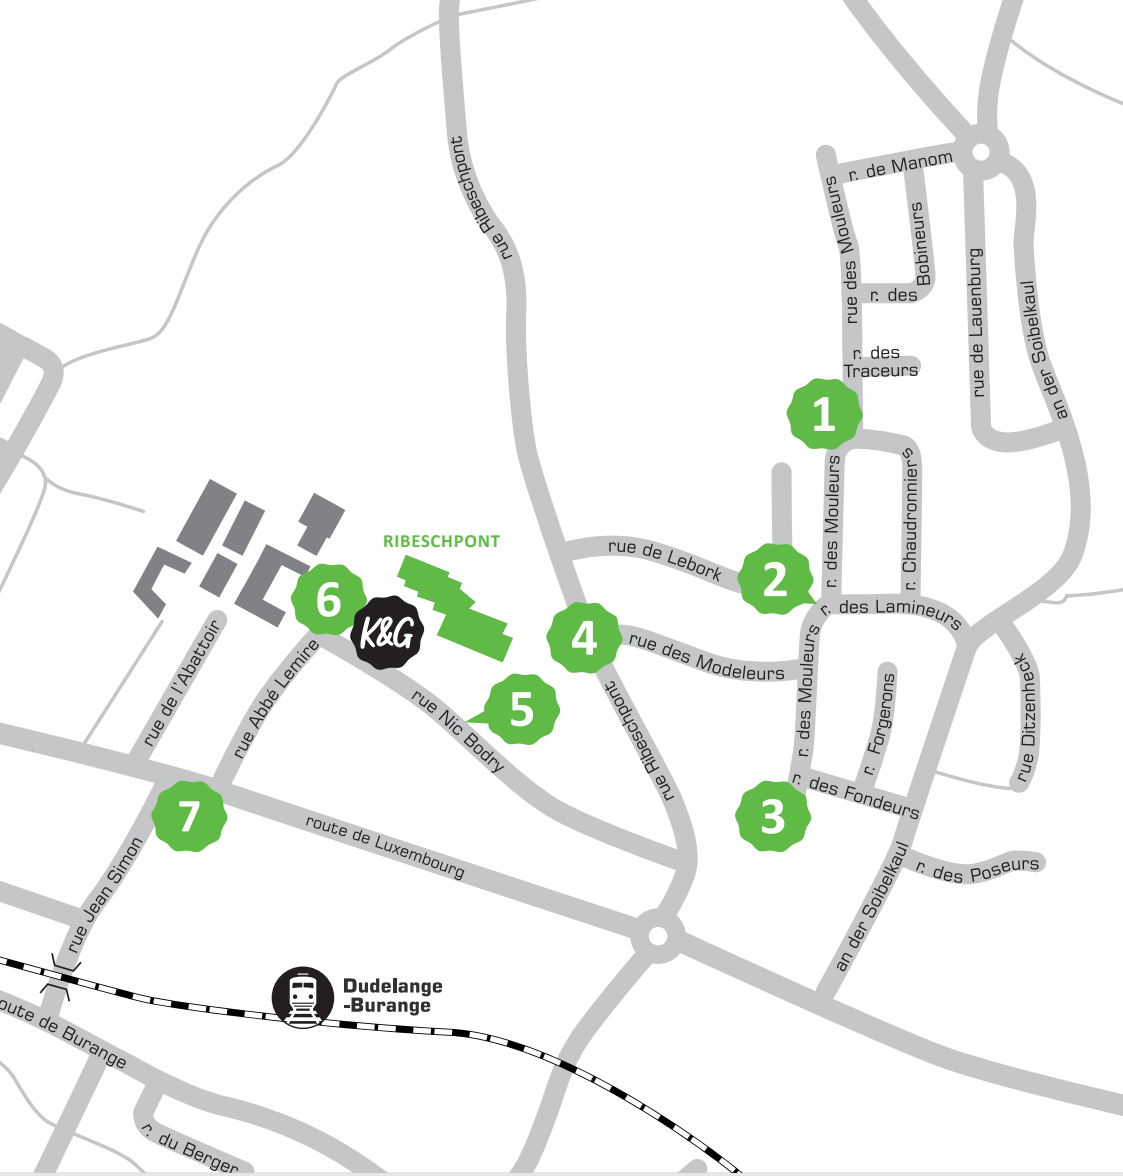 rue Ribeschpont
r. de Manom
rue des Mouleurs
Bobineurs
r. des
rue de Lauenburg
an der Soibelkaul
r. des
Traceurs
1
r. des Mouleurs
r. Chaudronniers
RIBESCHPONT
rue de Lebork
2
r. des Lamineurs
6
K&G
4
rue des Modeleurs
r. des Mouleurs
rue de l'Abattoir
rue Abbé Lemire
rue Nic Bodry
5
rue Ribeschpont
r. Forgerons
rue Ditzenheck
r. des Fondeurs
3
7
route de Luxembourg
rue Jean Simon
an der Soibelkaul
r. des Poseurs
Dudelange
-Burange
oute de Burange
r. du Berger